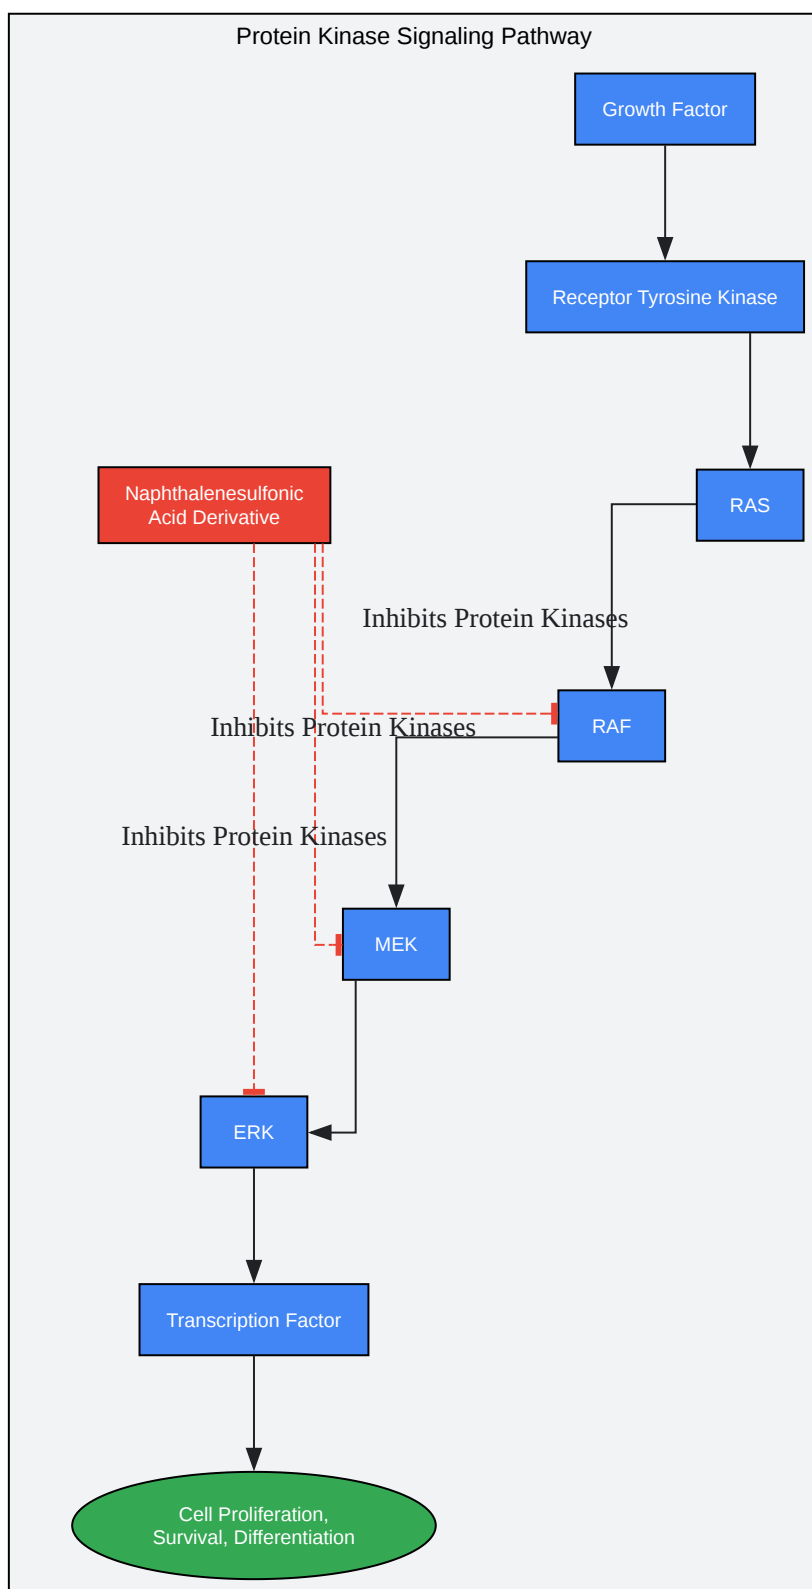 Protein Kinase Signaling Pathway
Growth Factor
Receptor Tyrosine Kinase
Naphthalenesulfonic
Acid Derivative
RAS
Inhibits Protein Kinases
RAF
Inhibits Protein Kinases
Inhibits Protein Kinases
MEK
ERK
Transcription Factor
Cell Proliferation,
Survival, Differentiation